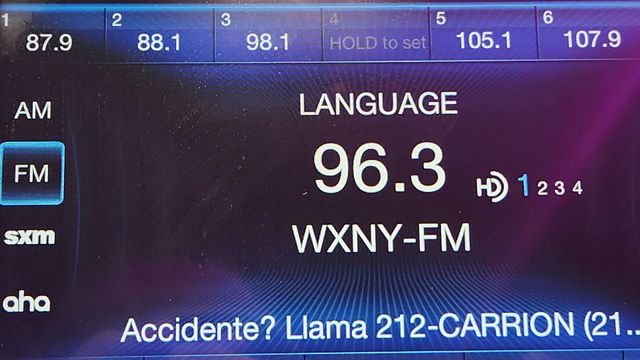 1 2 3 4 5 6
87.9 88.1 98.1 HOLD to set 105.1 107.9
AM
LANGUAGE
FM
96.3 HD 1 2 3 4
sxm
WXNY-FM
aha
Accidente? Llama 212-CARRION (21...